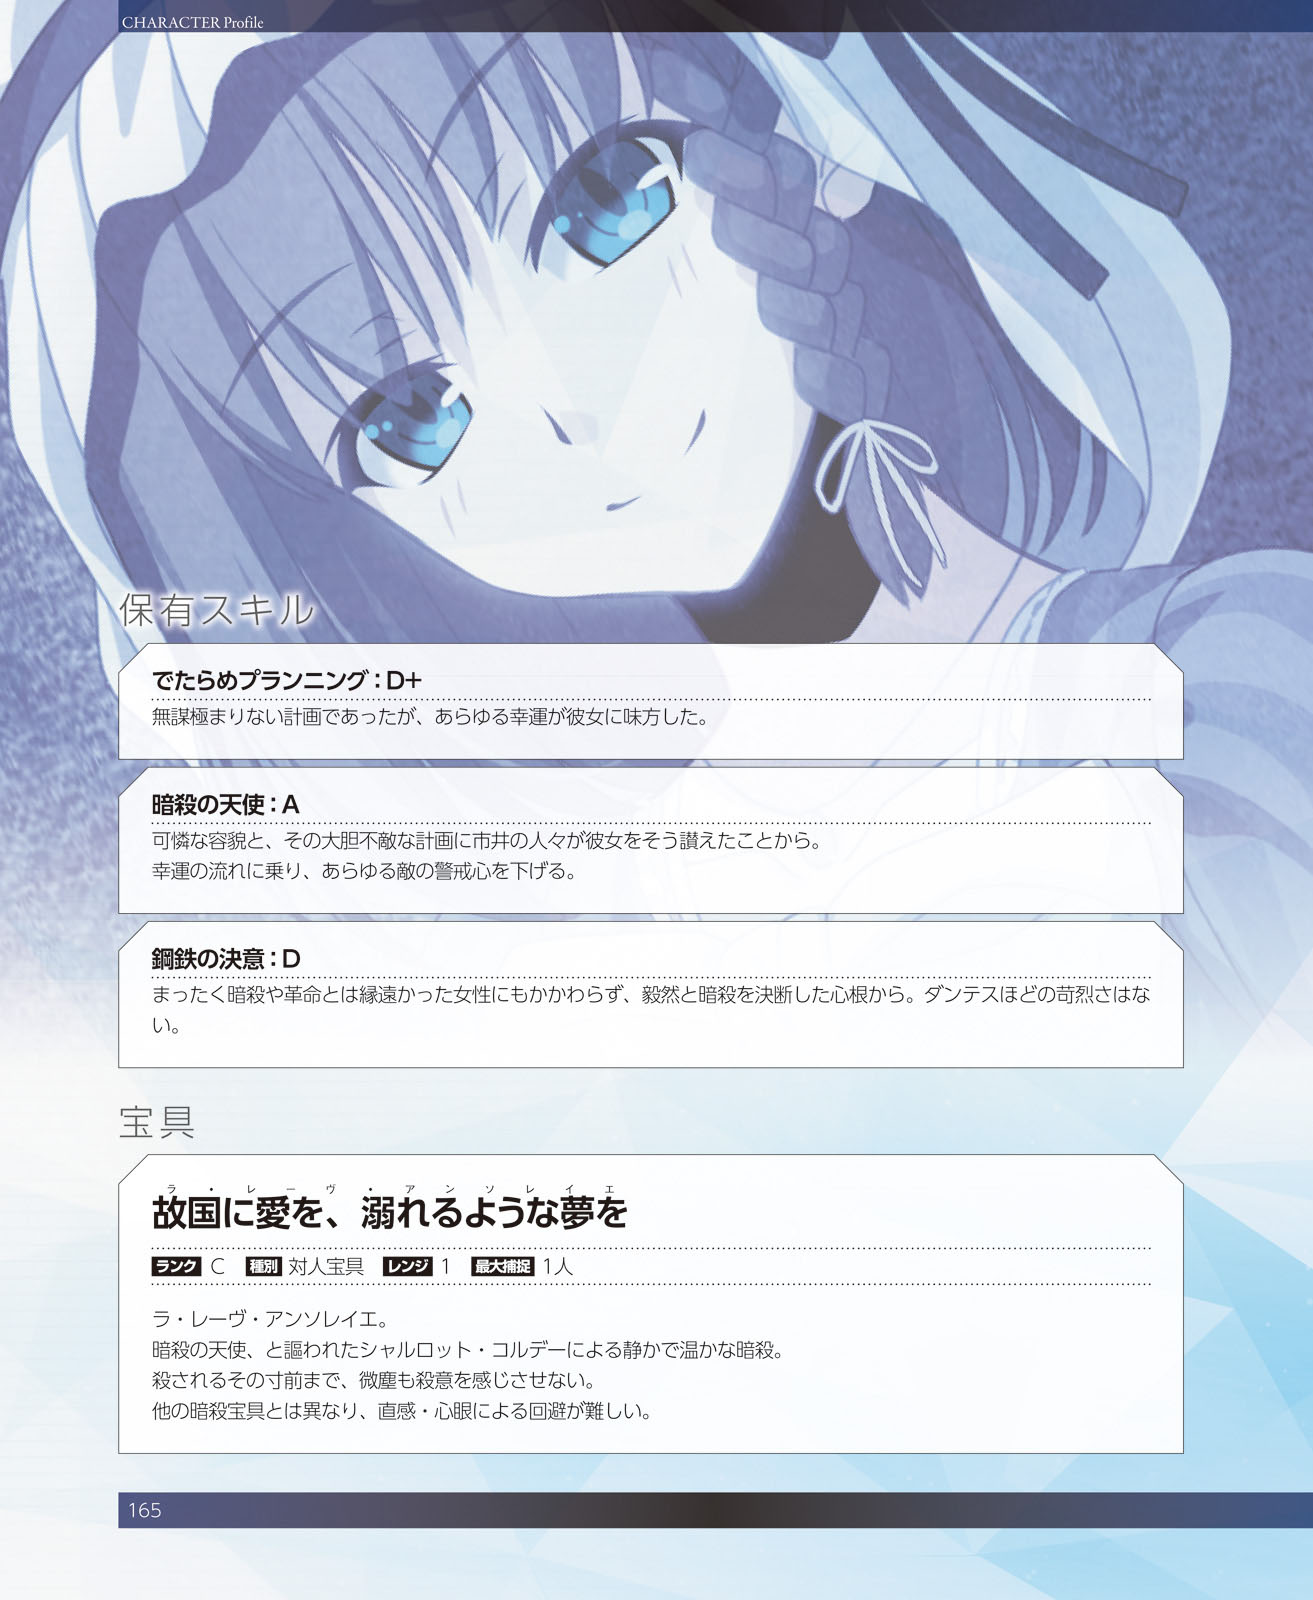 CHARACTER Profile
保有スキル
でたらめプランニング：D+
無謀極まりない計画であったが、あらゆる幸運が彼女に味方した。
暗殺の天使：A
可憐な容貌と、その大胆不敵な計画に市井の人々が彼女をそう讃えたことから。
幸運の流れに乗り、あらゆる敵の警戒心を下げる。
鋼鉄の決意：D
まったく暗殺や革命とは縁遠かった女性にもかかわらず、毅然と暗殺を決断した心根から。ダンテスほどの苛烈さはな
い。
宝具
ラ・レーヴ・アンソレイエ
故国に愛を、溺れるような夢を
ランク C 種別 対人宝具 レンジ 1 最大捕捉 1人
ラ・レーヴ・アンソレイエ。
暗殺の天使、と謳われたシャルロット・コルデーによる静かで温かな暗殺。
殺されるその寸前まで、微塵も殺意を感じさせない。
他の暗殺宝具とは異なり、直感・心眼による回避が難しい。
165